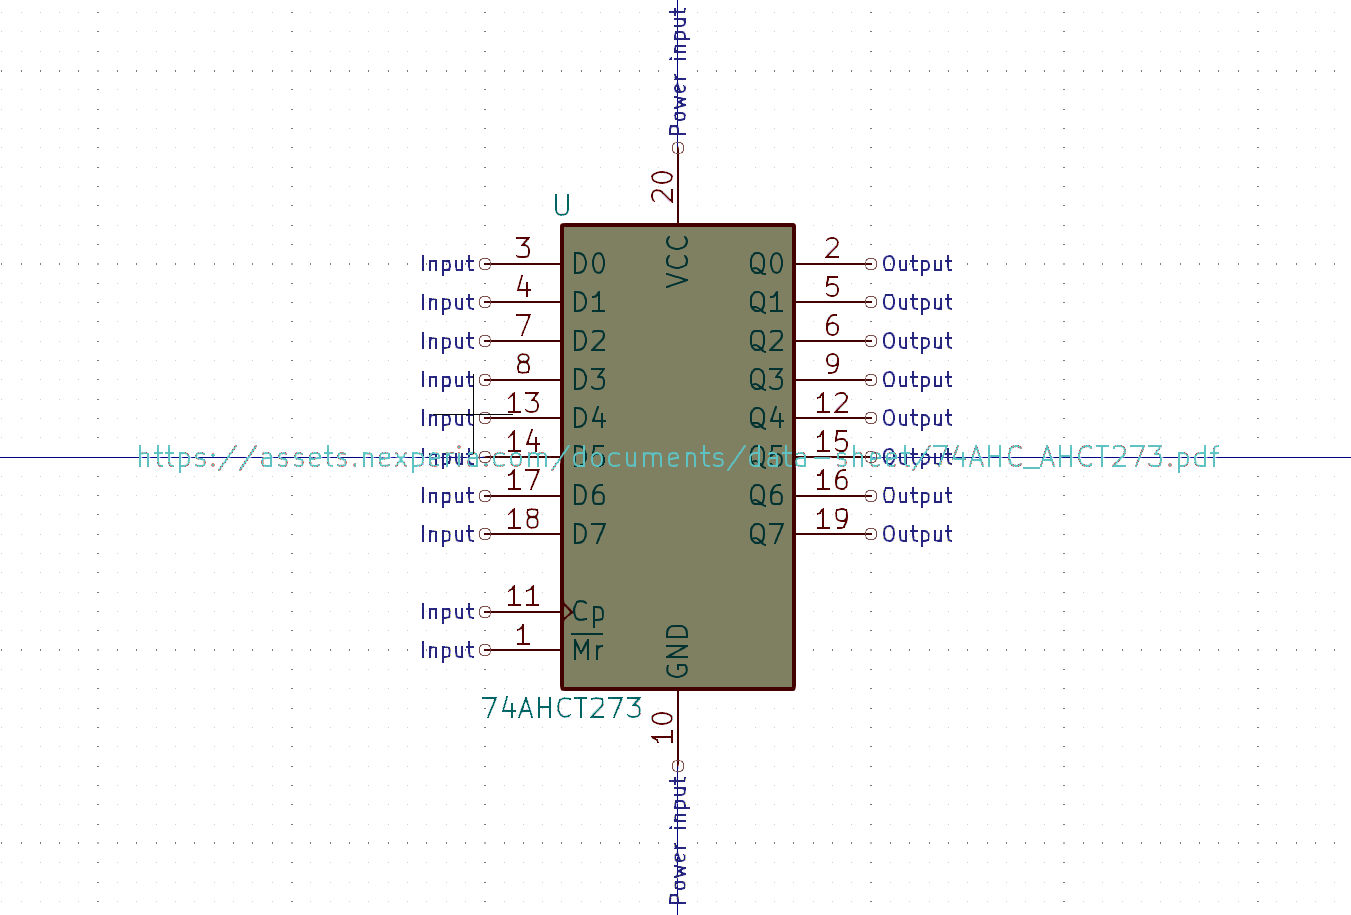 Power input
20
U
VCC
Input 3 D0 Q0 2 Output
Input 4 D1 Q1 5 Output
Input 7 D2 Q2 6 Output
Input 8 D3 Q3 9 Output
Input 13 D4 Q4 12 Output
Input 14 D5 Q5 15 Output
https://assets.nexperia.com/documents/data-sheet/74AHC_AHCT273.pdf
Input 17 D6 Q6 16 Output
Input 18 D7 Q7 19 Output
Input 11 Cp
Input 1 Mr
GND
74AHCT273
10
Power input